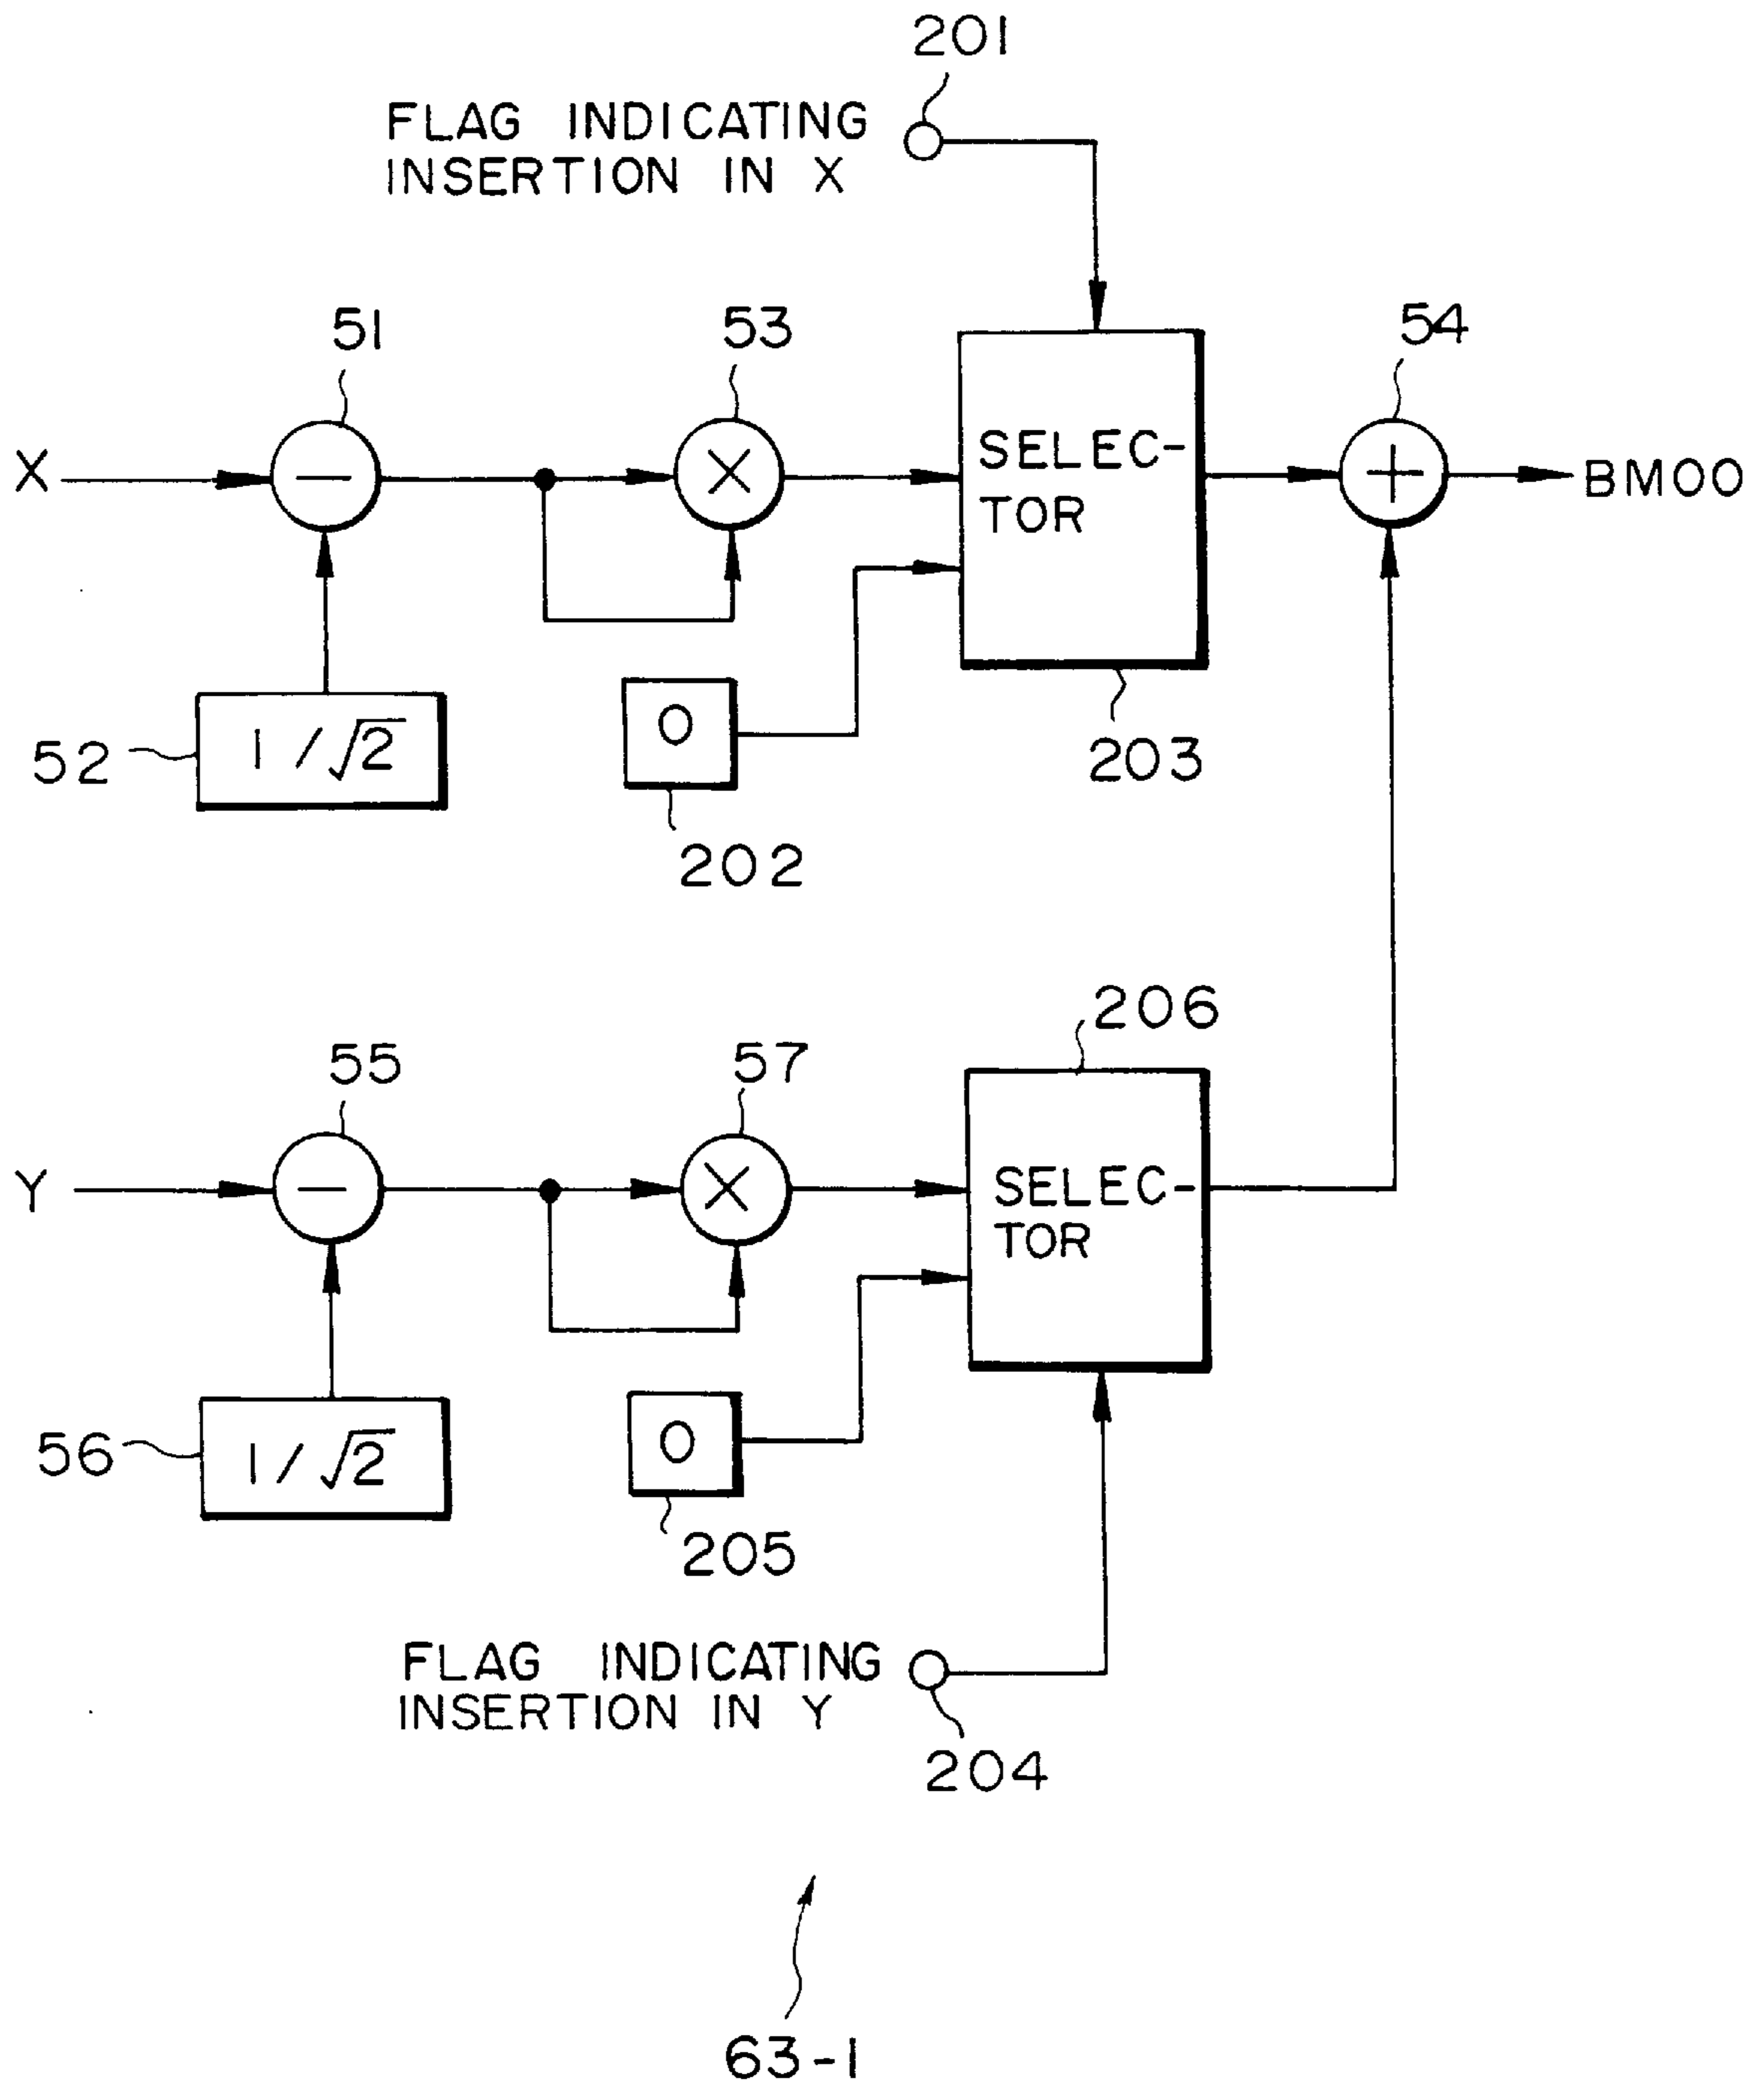 201
FLAG INDICATING
INSERTION IN X
51
53
54
X
−
×
SELEC-
TOR
+
BM00
52
1/√2
0
203
202
206
55
57
Y
−
×
SELEC-
TOR
56
1/√2
0
205
FLAG INDICATING
INSERTION IN Y
204
63-1